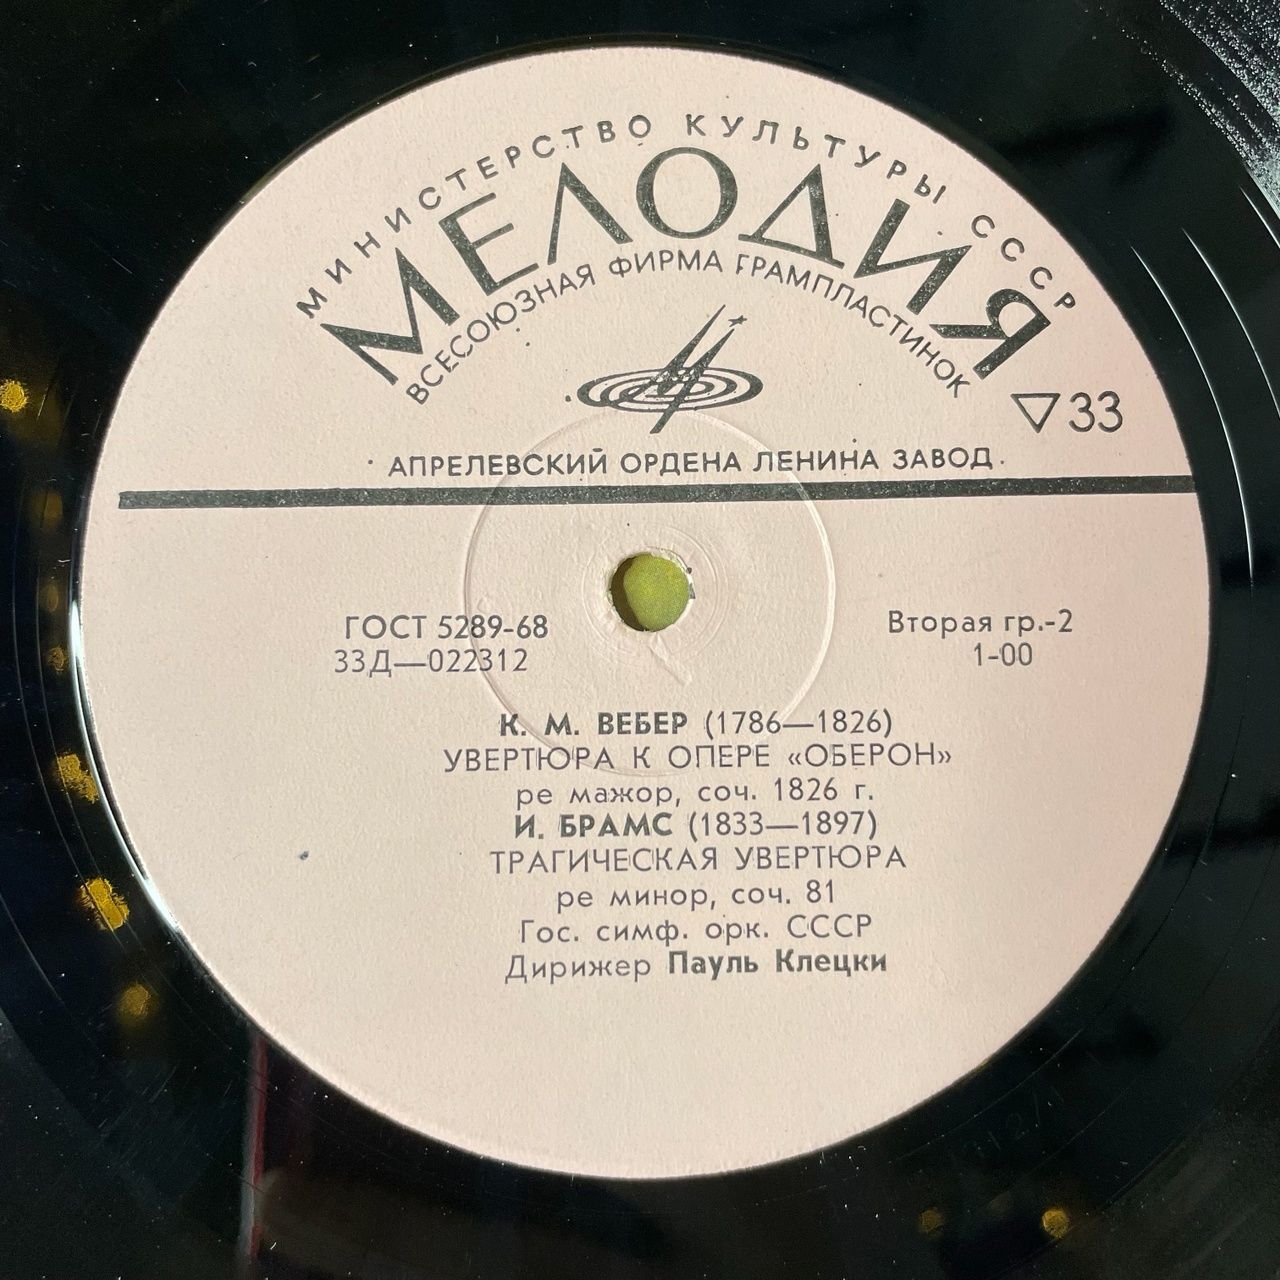 МИНИСТЕРСТВО КУЛЬТУРЫ СССР
МЕЛОДИЯ
ВСЕСОЮЗНАЯ ФИРМА ГРАМПЛАСТИНОК
▽33
АПРЕЛЕВСКИЙ ОРДЕНА ЛЕНИНА ЗАВОД
ГОСТ 5289-68
33Д—022312
Вторая гр.-2
1-00
К. М. ВЕБЕР (1786—1826)
УВЕРТЮРА К ОПЕРЕ «ОБЕРОН»
ре мажор, соч. 1826 г.
И. БРАМС (1833—1897)
ТРАГИЧЕСКАЯ УВЕРТЮРА
ре минор, соч. 81
Гос. симф. орк. СССР
Дирижер Пауль Клецки